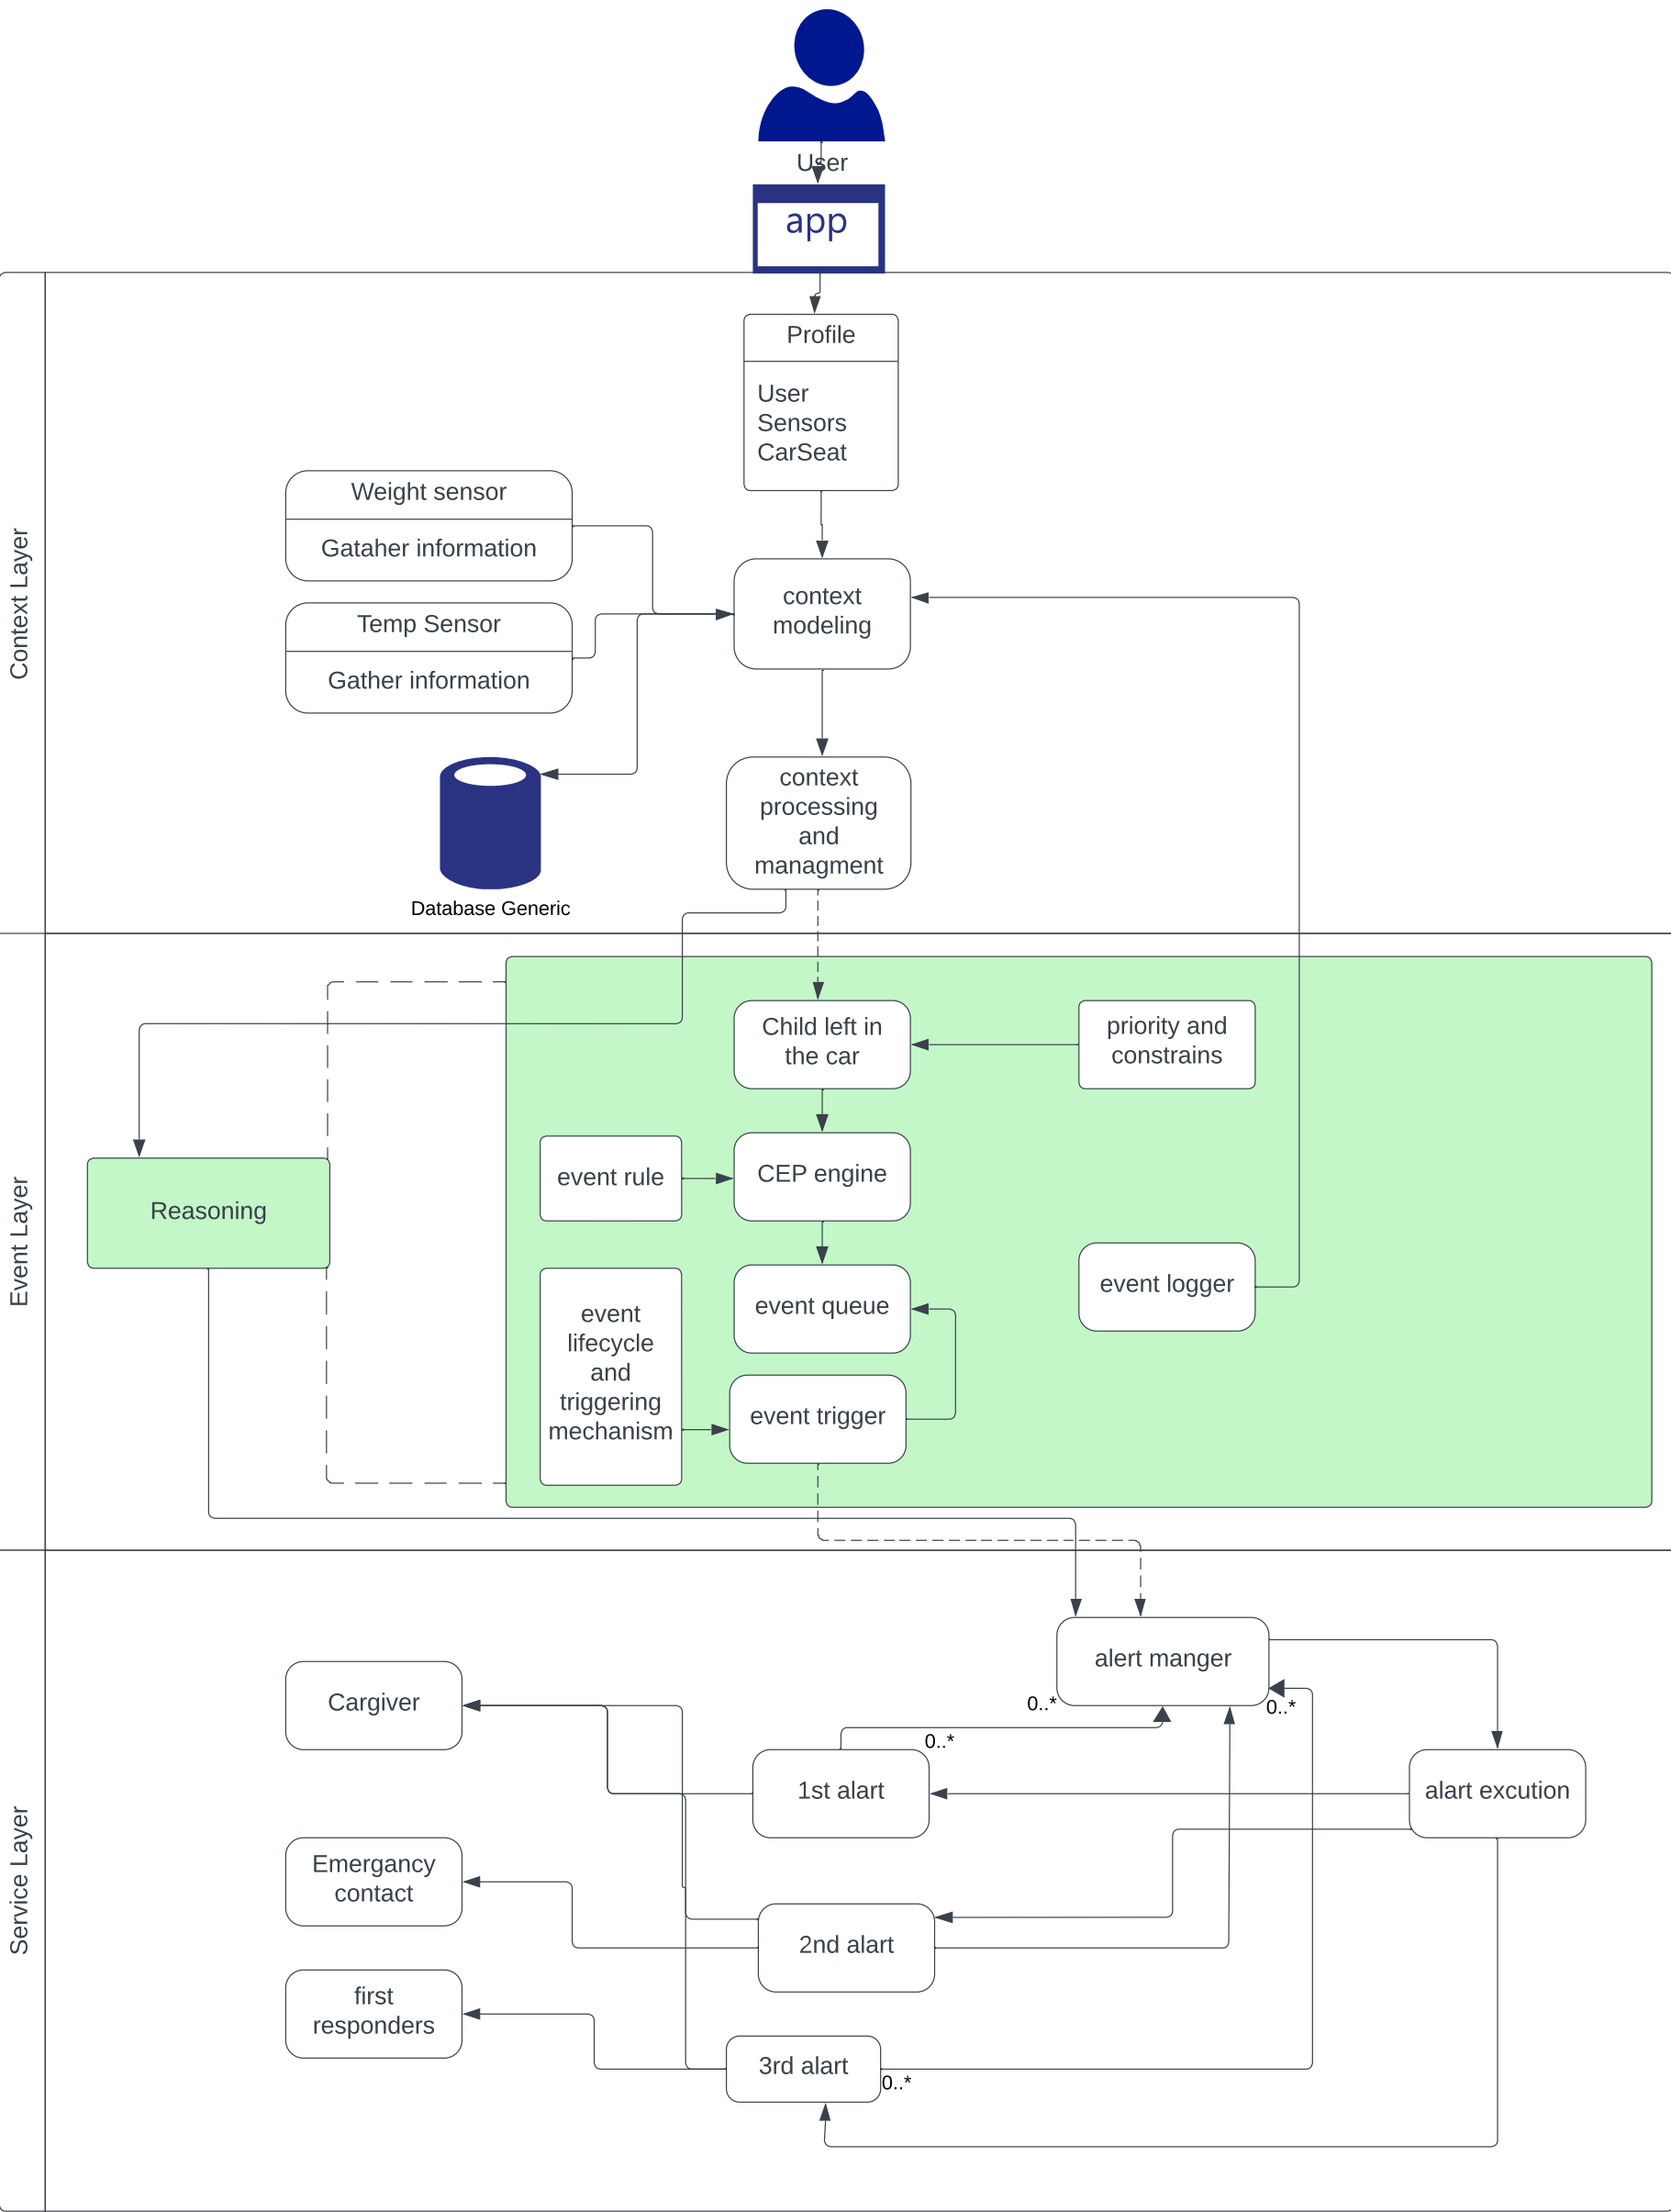 User
app
Context Layer
Profile
User
Sensors
CarSeat
Weight sensor
Gataher information
Temp Sensor
Gather information
context
modeling
context
processing
and
managment
Database Generic
Event Layer
Child left in
the car
priority and
constrains
event rule
CEP engine
Reasoning
event
lifecycle
and
triggering
mechanism
event queue
event logger
event trigger
Service Layer
alert manger
0..*
0..*
0..*
Cargiver
1st alart
alart excution
Emergancy
contact
2nd alart
first
responders
3rd alart
0..*